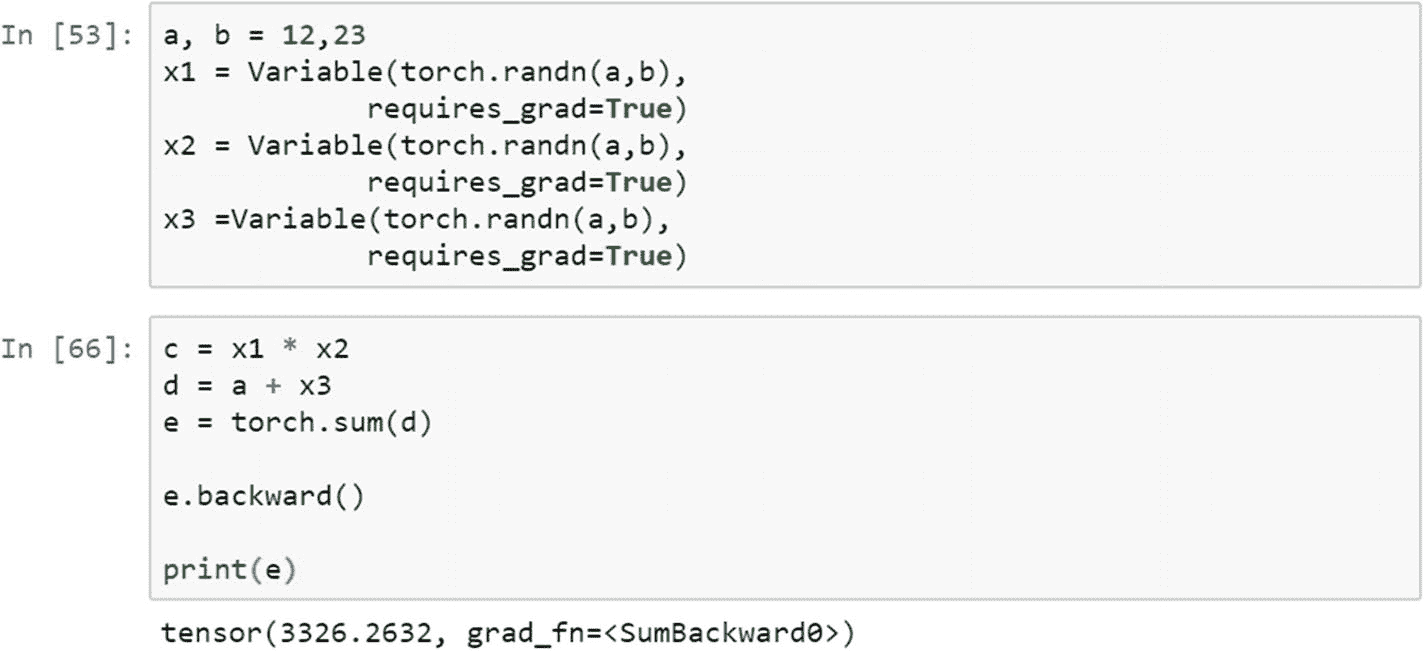 In [53]: a, b = 12,23
x1 = Variable(torch.randn(a,b),
            requires_grad=True)
x2 = Variable(torch.randn(a,b),
            requires_grad=True)
x3 =Variable(torch.randn(a,b),
            requires_grad=True)
In [66]: c = x1 * x2
d = a + x3
e = torch.sum(d)
e.backward()
print(e)
tensor(3326.2632, grad_fn=<SumBackward0>)